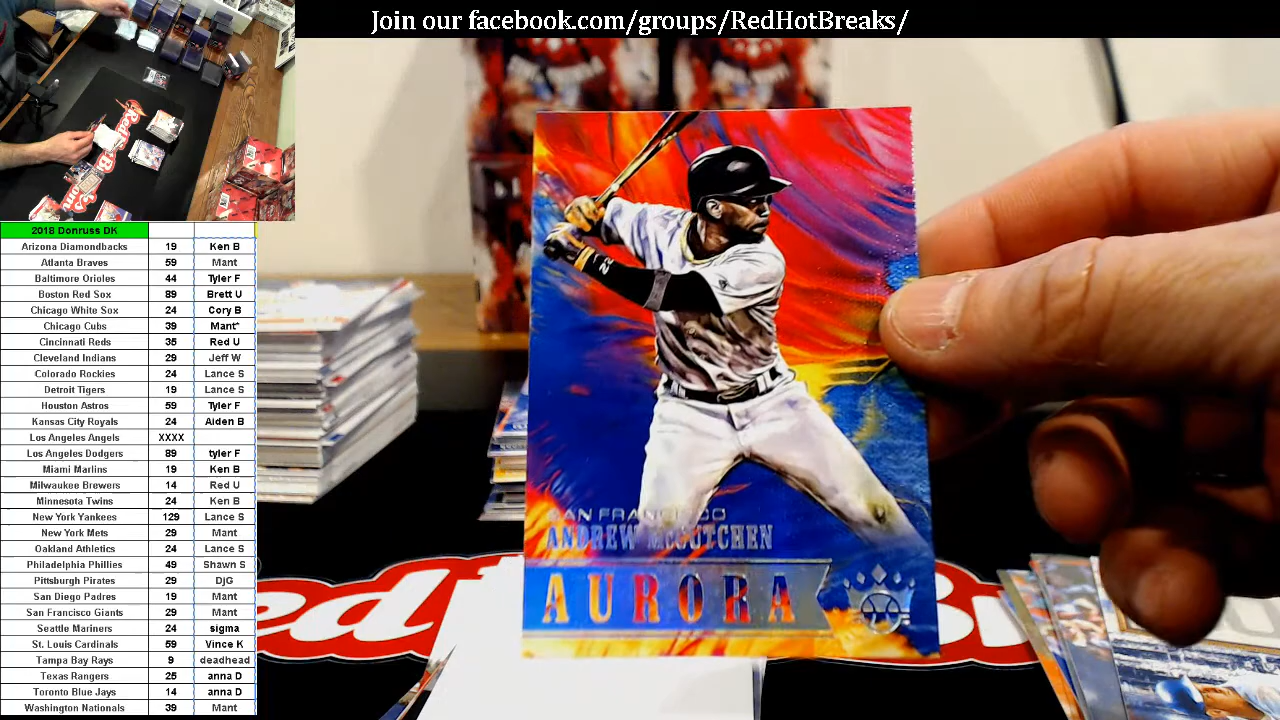 Join our facebook.com/groups/RedHotBreaks/
2018 Donruss DK
Arizona Diamondbacks 19 Ken B
Atlanta Braves 59 Mant
Baltimore Orioles 44 Tyler F
Boston Red Sox 89 Brett U
Chicago White Sox 24 Cory B
Chicago Cubs 39 Mant*
Cincinnati Reds 35 Red U
Cleveland Indians 29 Jeff W
Colorado Rockies 24 Lance S
Detroit Tigers 19 Lance S
Houston Astros 59 Tyler F
Kansas City Royals 24 Aiden B
Los Angeles Angels XXXX
Los Angeles Dodgers 89 tyler F
Miami Marlins 19 Ken B
Milwaukee Brewers 14 Red U
Minnesota Twins 24 Ken B
New York Yankees 129 Lance S
New York Mets 29 Mant
Oakland Athletics 24 Lance S
Philadelphia Phillies 49 Shawn S
Pittsburgh Pirates 29 DjG
San Diego Padres 19 Mant
San Francisco Giants 29 Mant
Seattle Mariners 24 sigma
St. Louis Cardinals 59 Vince K
Tampa Bay Rays 9 deadhead
Texas Rangers 25 anna D
Toronto Blue Jays 14 anna D
Washington Nationals 39 Mant
SAN FRANCISCO
ANDREW McCUTCHEN
AURORA